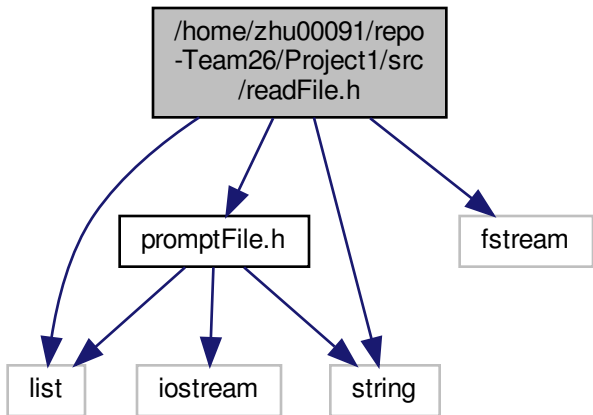 /home/zhu00091/repo
-Team26/Project1/src
/readFile.h
promptFile.h
fstream
list
iostream
string